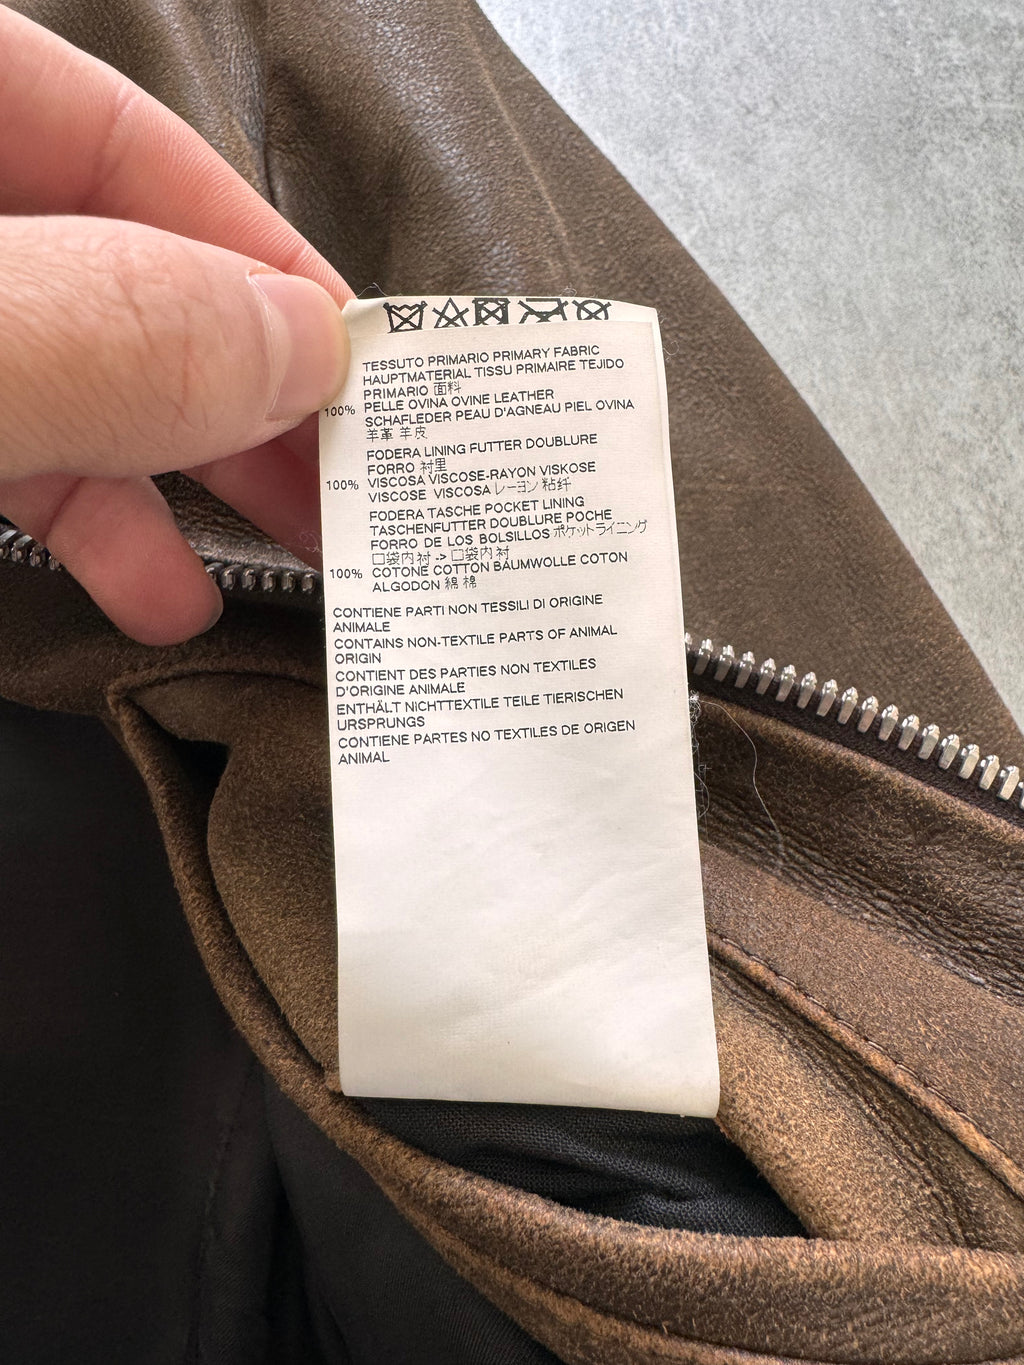 TESSUTO PRIMARIO PRIMARY FABRIC
HAUPTMATERIAL TISSU PRIMAIRE TEJIDO
PRIMARIO 面料
100% PELLE OVINA OVINE LEATHER
SCHAFLEDER PEAU D'AGNEAU PIEL OVINA
羊革 羊皮
FODERA LINING FUTTER DOUBLURE
FORRO 衬里
100% VISCOSA VISCOSE-RAYON VISKOSE
VISCOSE VISCOSA レーヨン 粘纤
FODERA TASCHE POCKET LINING
TASCHENFUTTER DOUBLURE POCHE
FORRO DE LOS BOLSILLOS ポケットライニング
口袋内衬 -> 口袋内衬
100% COTONE COTTON BAUMWOLLE COTON
ALGODON 綿 棉
CONTIENE PARTI NON TESSILI DI ORIGINE
ANIMALE
CONTAINS NON-TEXTILE PARTS OF ANIMAL
ORIGIN
CONTIENT DES PARTIES NON TEXTILES
D'ORIGINE ANIMALE
ENTHÄLT NICHTTEXTILE TEILE TIERISCHEN
URSPRUNGS
CONTIENE PARTES NO TEXTILES DE ORIGEN
ANIMAL